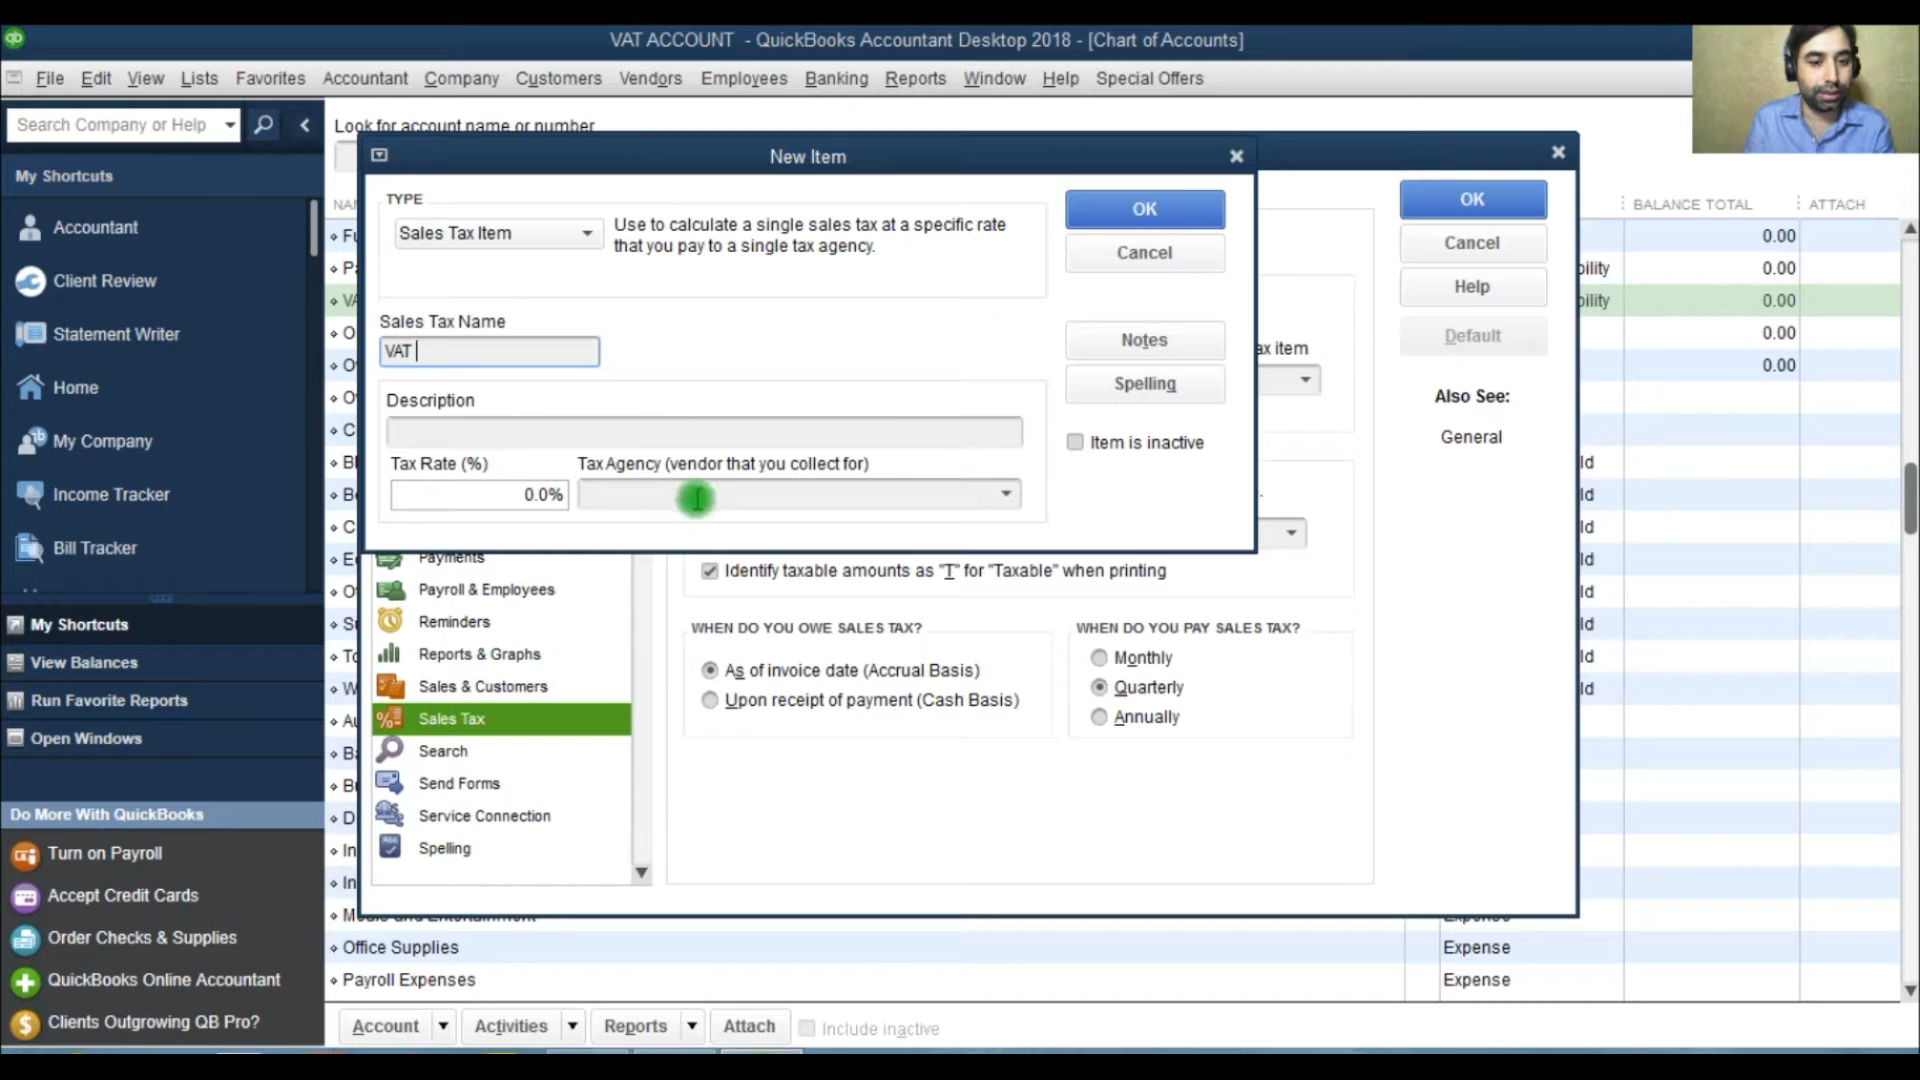 qb
VAT ACCOUNT - QuickBooks Accountant Desktop 2018 - [Chart of Accounts]
File Edit View Lists Favorites Accountant Company Customers Vendors Employees Banking Reports Window Help Special Offers
Search Company or Help
Look for account name or number
My Shortcuts
Accountant
Client Review
Statement Writer
Home
My Company
Income Tracker
Bill Tracker
My Shortcuts
View Balances
Run Favorite Reports
Open Windows
Do More With QuickBooks
Turn on Payroll
Accept Credit Cards
Order Checks & Supplies
QuickBooks Online Accountant
Clients Outgrowing QB Pro?
New Item
TYPE
Sales Tax Item
Use to calculate a single sales tax at a specific rate
that you pay to a single tax agency.
OK
Cancel
Notes
Spelling
Item is inactive
Sales Tax Name
VAT
Description
Tax Rate (%)
Tax Agency (vendor that you collect for)
0.0%
OK
Cancel
Help
Default
Also See:
General
ax item
Payments
Payroll & Employees
Reminders
Reports & Graphs
Sales & Customers
Sales Tax
Search
Send Forms
Service Connection
Spelling
Identify taxable amounts as "T" for "Taxable" when printing
WHEN DO YOU OWE SALES TAX?
As of invoice date (Accrual Basis)
Upon receipt of payment (Cash Basis)
WHEN DO YOU PAY SALES TAX?
Monthly
Quarterly
Annually
BALANCE TOTAL
ATTACH
0.00
bility 0.00
bility 0.00
0.00
0.00
Expense
Office Supplies Expense
Payroll Expenses Expense
Account Activities Reports Attach Include inactive